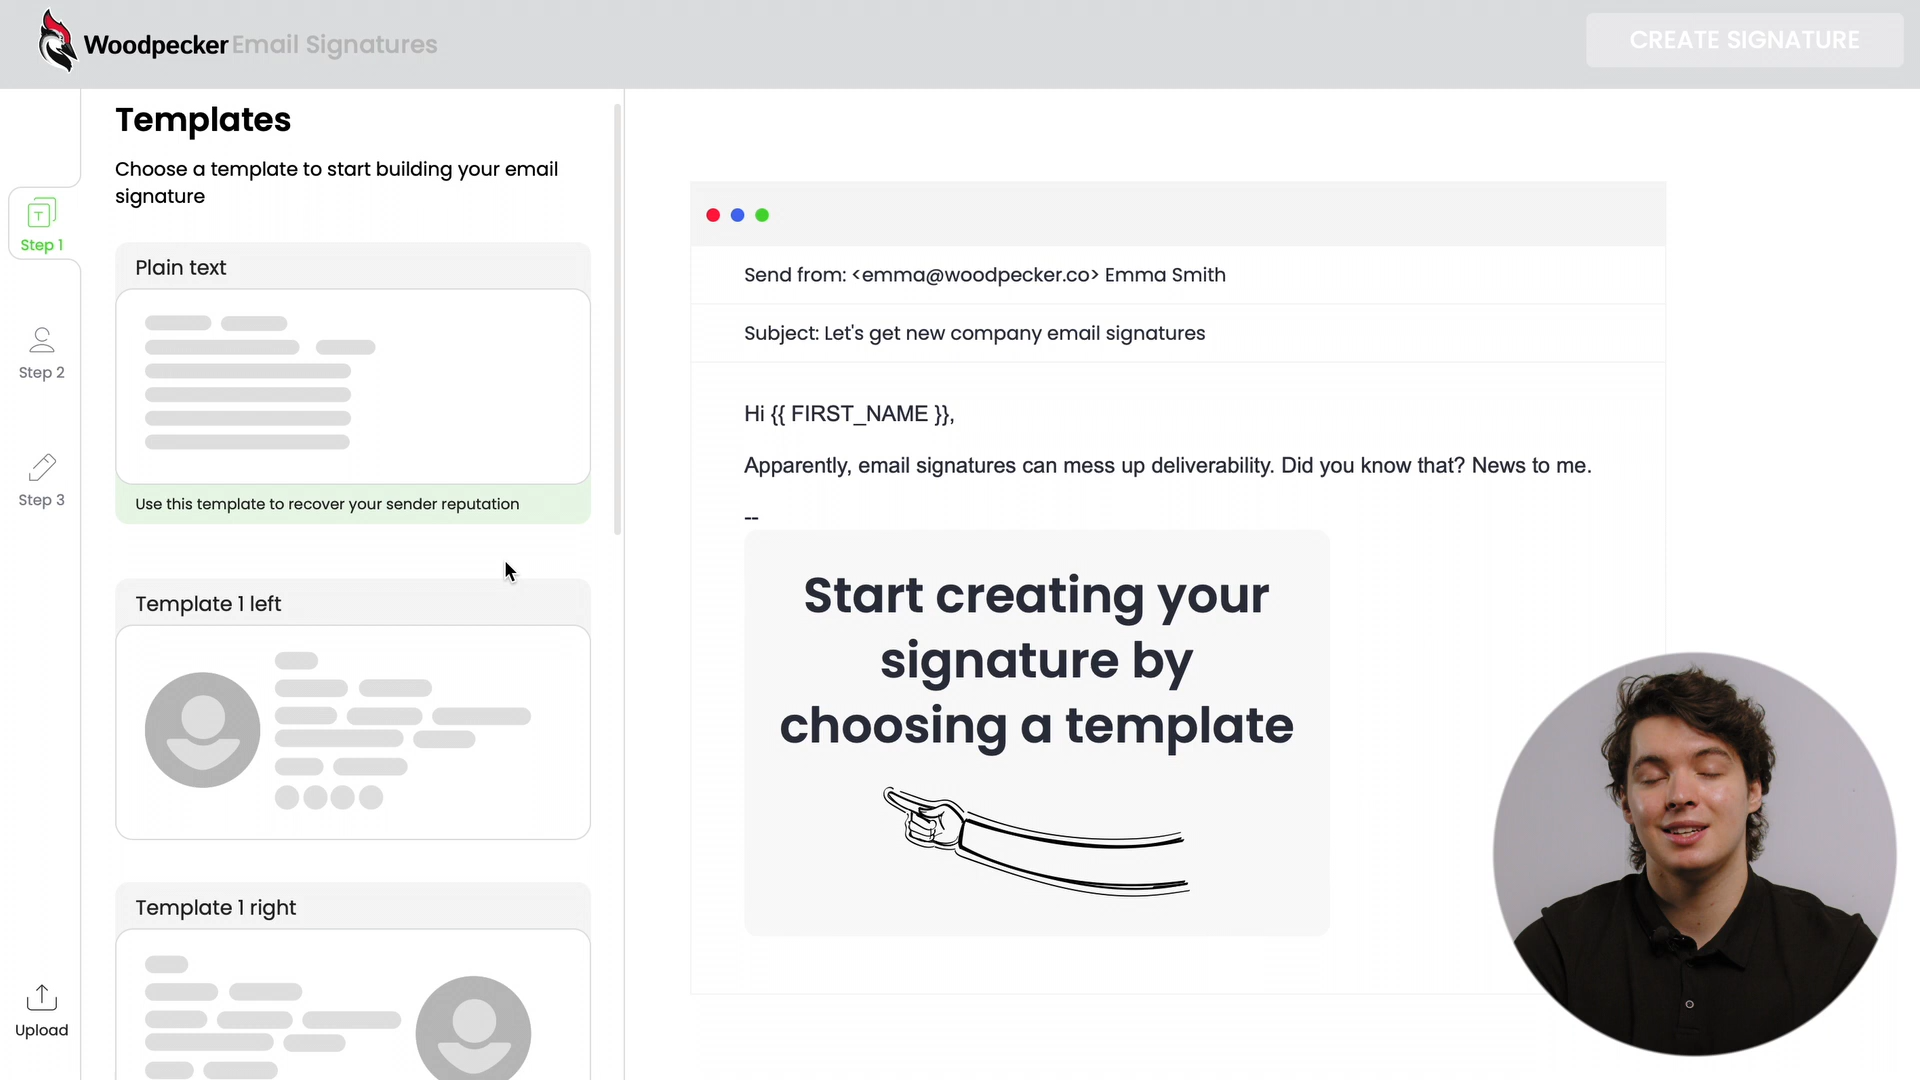 Woodpecker Email Signatures
CREATE SIGNATURE
Templates
Choose a template to start building your email
signature
T
Step 1
Step 2
Step 3
Upload
Plain text
Use this template to recover your sender reputation
Template 1 left
Template 1 right
Send from: <emma@woodpecker.co> Emma Smith
Subject: Let's get new company email signatures
Hi {{ FIRST_NAME }},
Apparently, email signatures can mess up deliverability. Did you know that? News to me.
--
Start creating your
signature by
choosing a template